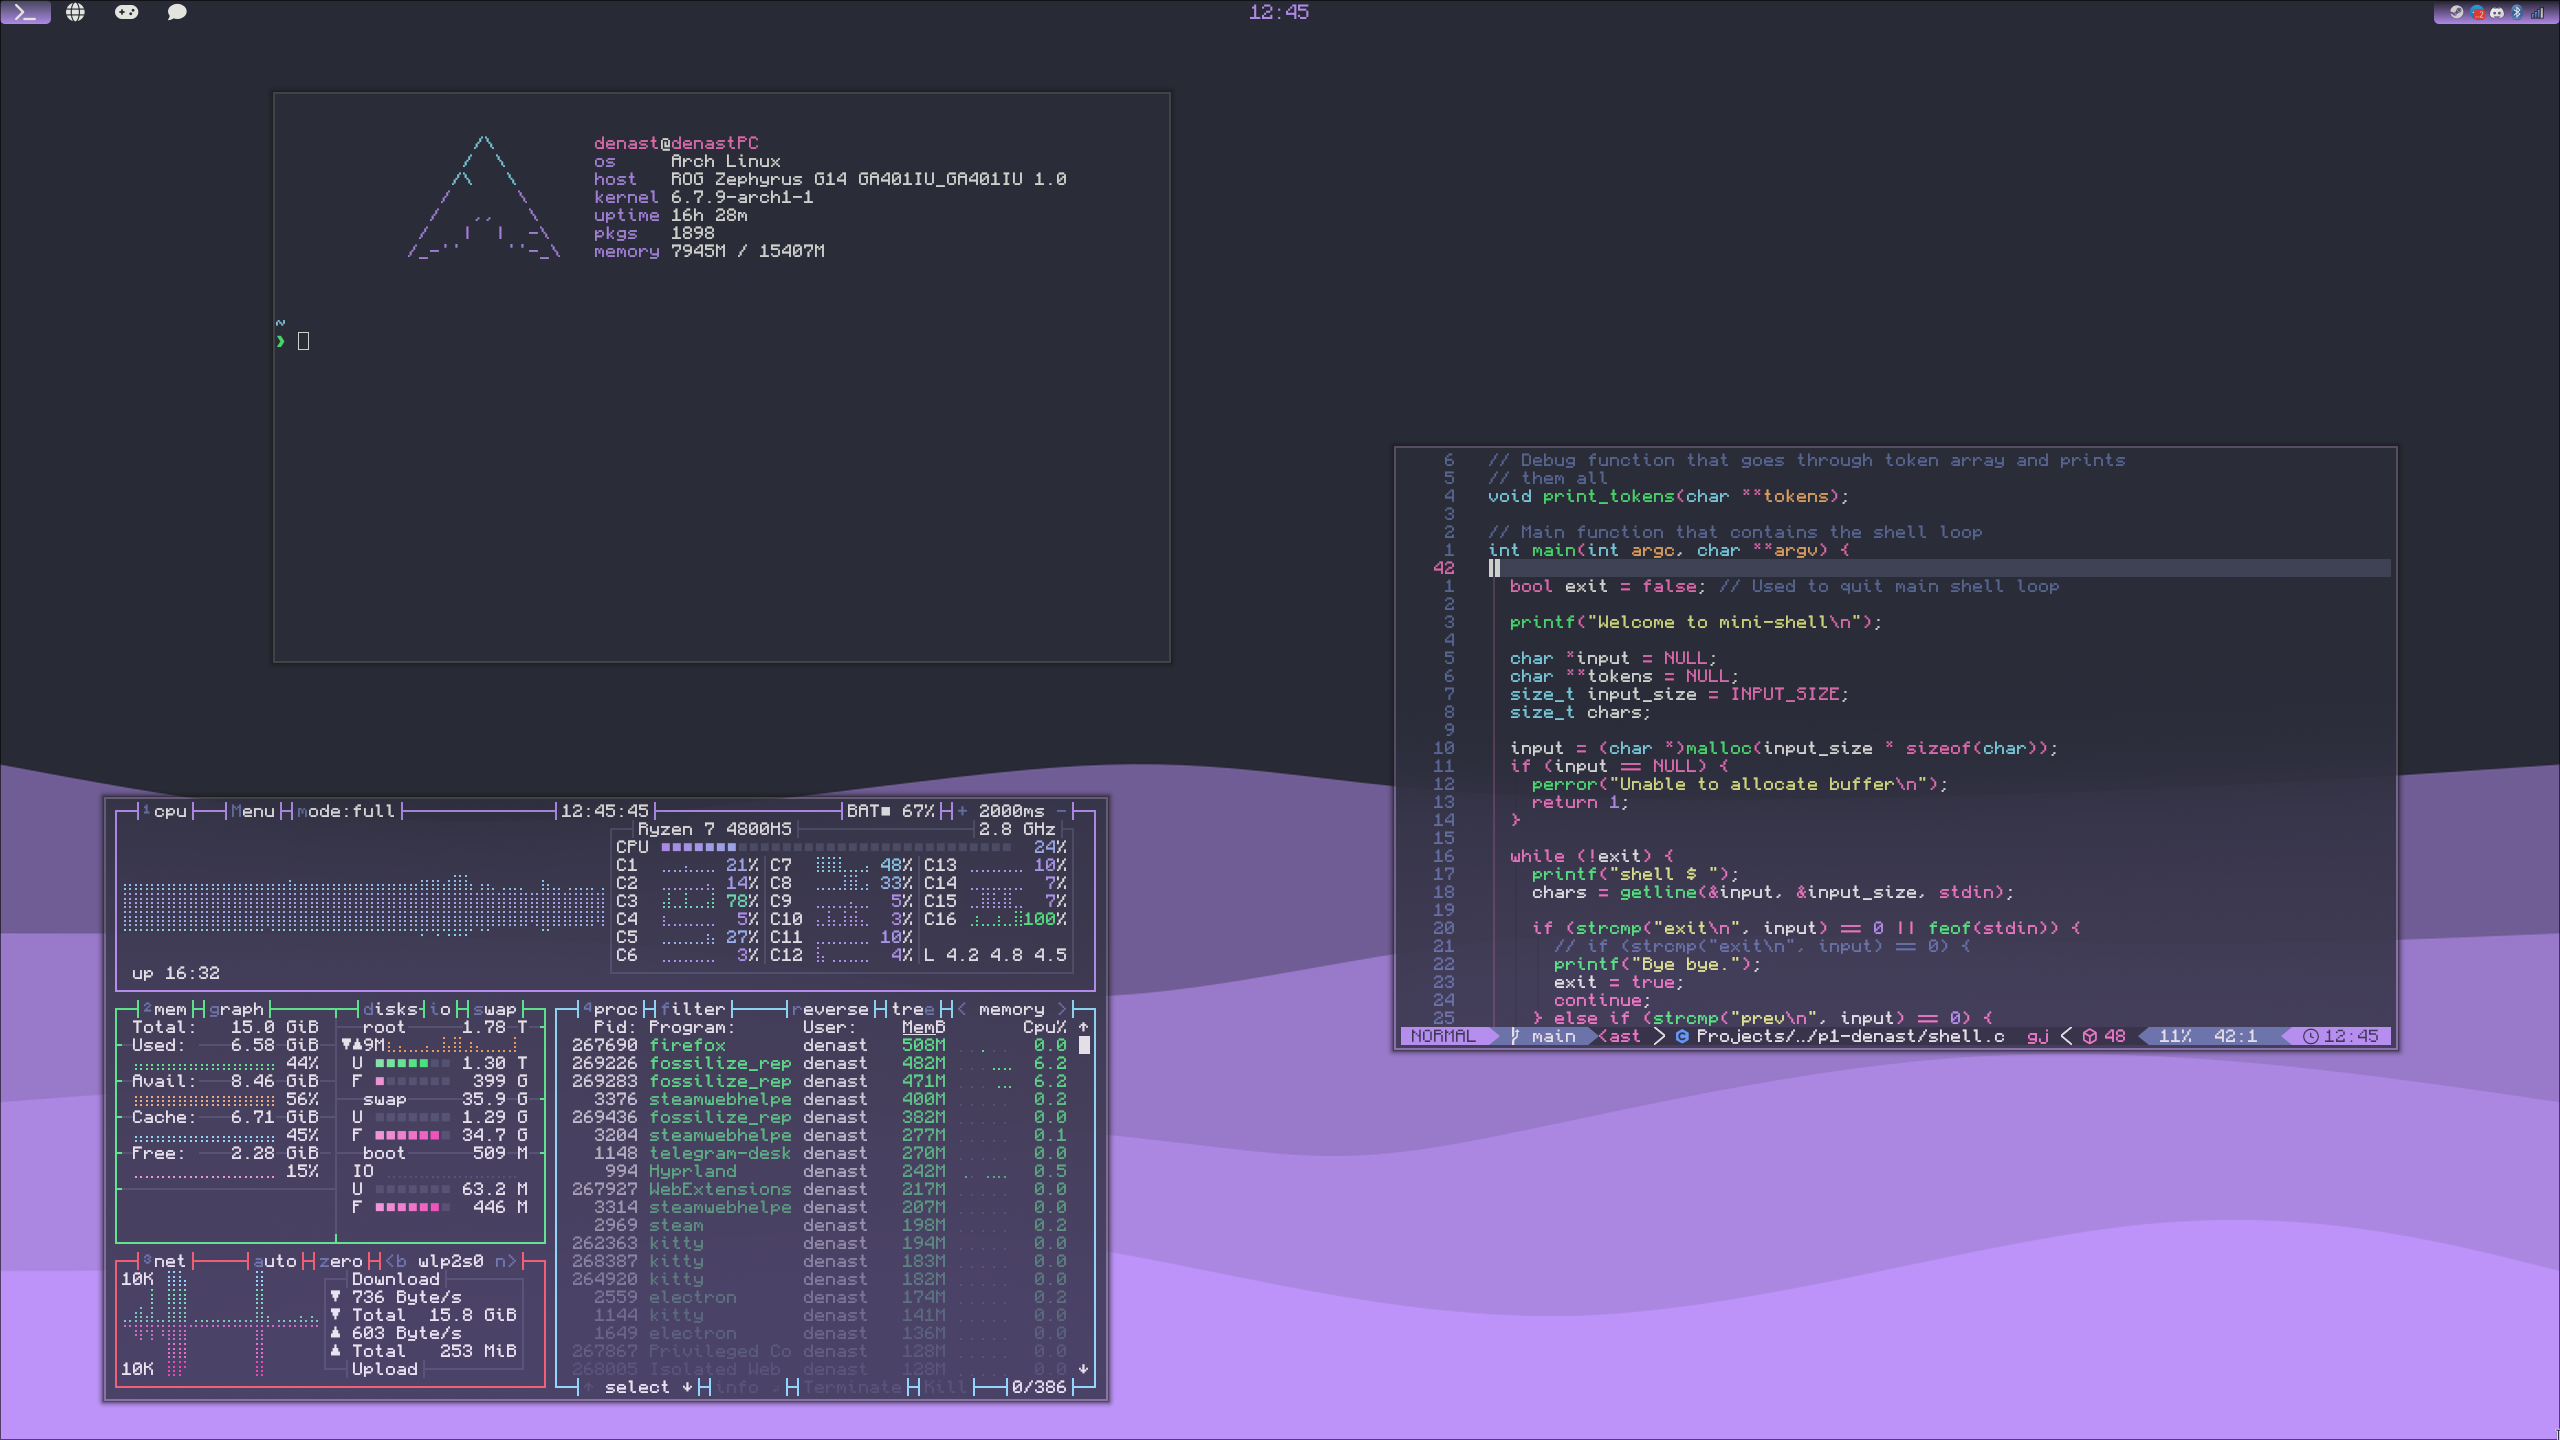 12:45
denast@denastPC
os Arch Linux
host ROG Zephyrus G14 GA401IU_GA401IU 1.0
kernel 6.7.9-arch1-1
uptime 16h 28m
pkgs 1898
memory 7945M / 15407M
~
❯
6 // Debug function that goes through token array and prints
5 // them all
4 void print_tokens(char **tokens);
3
2 // Main function that contains the shell loop
1 int main(int argc, char **argv) {
42
1 bool exit = false; // Used to quit main shell loop
2
3 printf("Welcome to mini-shell\n");
4
5 char *input = NULL;
6 char **tokens = NULL;
7 size_t input_size = INPUT_SIZE;
8 size_t chars;
9
10 input = (char *)malloc(input_size * sizeof(char));
11 if (input == NULL) {
12 perror("Unable to allocate buffer\n");
13 return 1;
14 }
15
16 while (!exit) {
17 printf("shell $ ");
18 chars = getline(&input, &input_size, stdin);
19
20 if (strcmp("exit\n", input) == 0 || feof(stdin)) {
21 // if (strcmp("exit\n", input) == 0) {
22 printf("Bye bye.");
23 exit = true;
24 continue;
25 } else if (strcmp("prev\n", input) == 0) {
NORMAL main <ast > Projects/../p1-denast/shell.c gj < 48 11% 42:1 12:45
1cpu Menu mode:full 12:45:45 BAT 67% + 2000ms -
Ryzen 7 4800HS 2.8 GHz
CPU 24%
C1 21% C7 48% C13 10%
C2 14% C8 33% C14 7%
C3 78% C9 5% C15 7%
C4 5% C10 3% C16 100%
C5 27% C11 10%
C6 3% C12 4% L 4.2 4.8 4.5
up 16:32
2mem graph disks io swap
Total: 15.0 GiB root 1.78 T
Used: 6.58 GiB ▼▲9M
44% U 1.30 T
Avail: 8.46 GiB F 399 G
56% swap 35.9 G
Cache: 6.71 GiB U 1.29 G
45% F 34.7 G
Free: 2.28 GiB boot 509 M
15% IO
U 63.2 M
F 446 M
3net auto zero <b wlp2s0 n>
10K Download
▼ 736 Byte/s
▼ Total 15.8 GiB
▲ 603 Byte/s
▲ Total 253 MiB
10K Upload
4proc filter reverse tree < memory >
Pid: Program: User: MemB Cpu% ↑
267690 firefox denast 508M 0.0
269226 fossilize_rep denast 482M 6.2
269283 fossilize_rep denast 471M 6.2
3376 steamwebhelpe denast 400M 0.2
269436 fossilize_rep denast 382M 0.0
3204 steamwebhelpe denast 277M 0.1
1148 telegram-desk denast 270M 0.0
994 Hyprland denast 242M 0.5
267927 WebExtensions denast 217M 0.0
3314 steamwebhelpe denast 207M 0.0
2969 steam denast 198M 0.2
262363 kitty denast 194M 0.0
268387 kitty denast 183M 0.0
264920 kitty denast 182M 0.0
2559 electron denast 174M 0.2
1144 kitty denast 141M 0.0
1649 electron denast 136M 0.0
267867 Privileged Co denast 128M 0.0
268005 Isolated Web denast 128M 0.0 ↓
↑ select ↓ info Terminate Kill 0/386